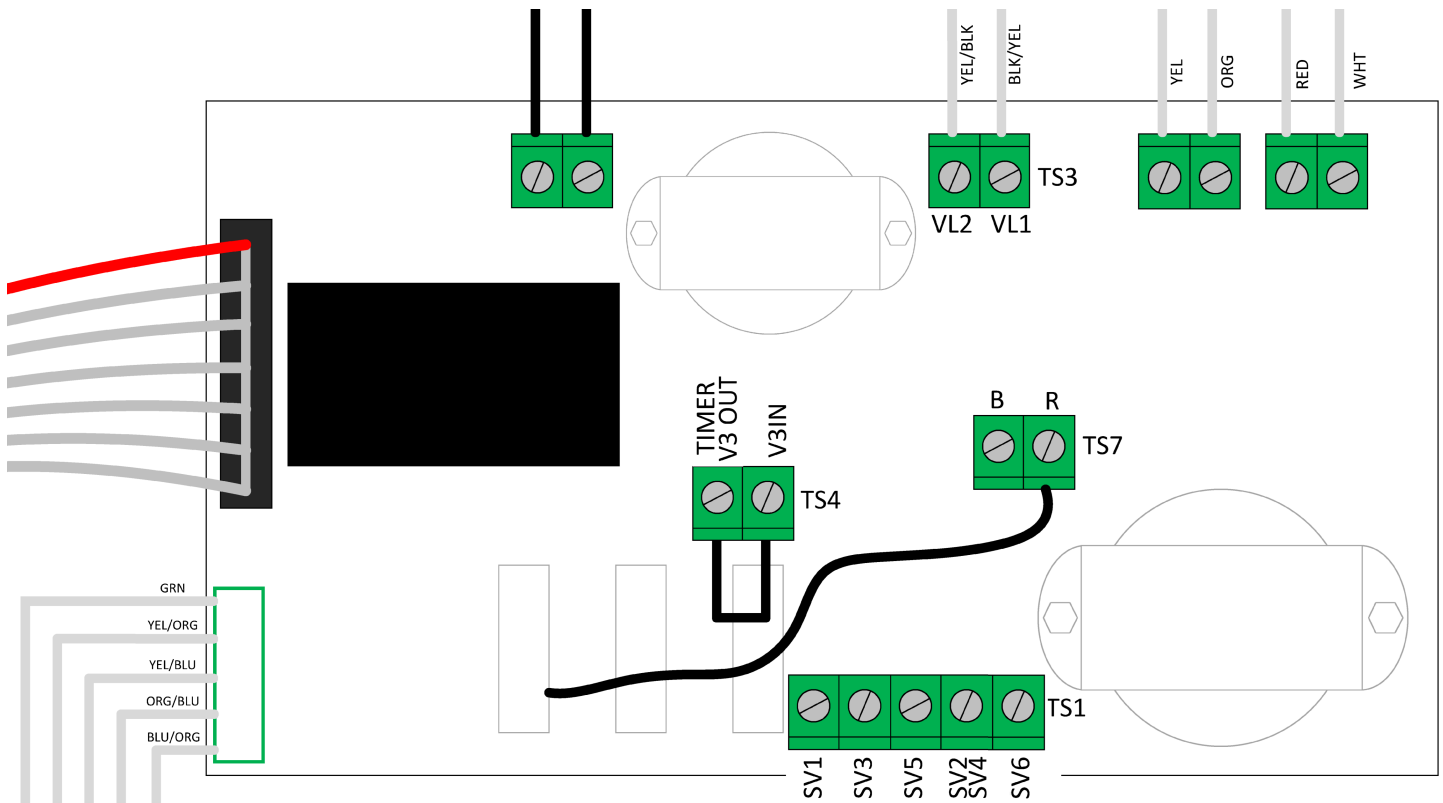 YEL/BLK
BLK/YEL
YEL
ORG
RED
WHT
TS3
VL2
VL1
TIMER
V3 OUT
V3IN
TS4
B
R
TS7
GRN
YEL/ORG
YEL/BLU
ORG/BLU
BLU/ORG
TS1
SV1
SV3
SV5
SV2
SV4
SV6